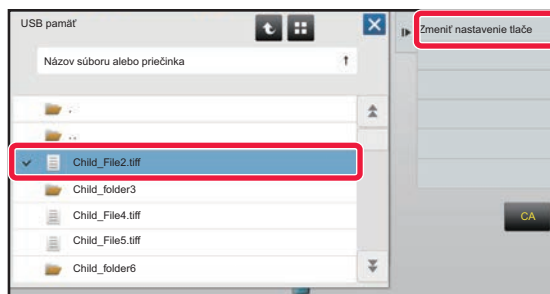 USB pamäť
Zmeniť nastavenie tlače
Názov súboru alebo priečinka
.
..
Child_File2.tiff
Child_folder3
Child_File4.tiff
Child_File5.tiff
Child_folder6
CA